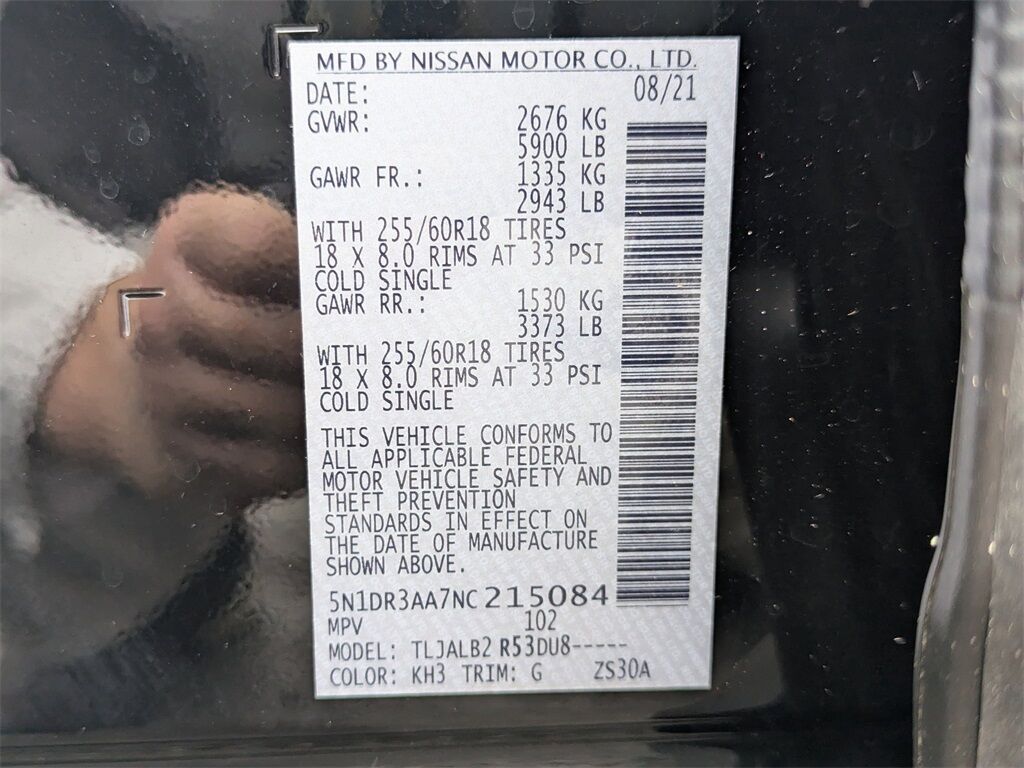 MFD BY NISSAN MOTOR CO., LTD.
DATE: 08/21
GVWR: 2676 KG
5900 LB
GAWR FR.: 1335 KG
2943 LB
WITH 255/60R18 TIRES
18 X 8.0 RIMS AT 33 PSI
COLD SINGLE
GAWR RR.: 1530 KG
3373 LB
WITH 255/60R18 TIRES
18 X 8.0 RIMS AT 33 PSI
COLD SINGLE
THIS VEHICLE CONFORMS TO
ALL APPLICABLE FEDERAL
MOTOR VEHICLE SAFETY AND
THEFT PREVENTION
STANDARDS IN EFFECT ON
THE DATE OF MANUFACTURE
SHOWN ABOVE.
5N1DR3AA7NC215084
MPV 102
MODEL: TLJALB2 R53DU8-----
COLOR: KH3 TRIM: G ZS30A